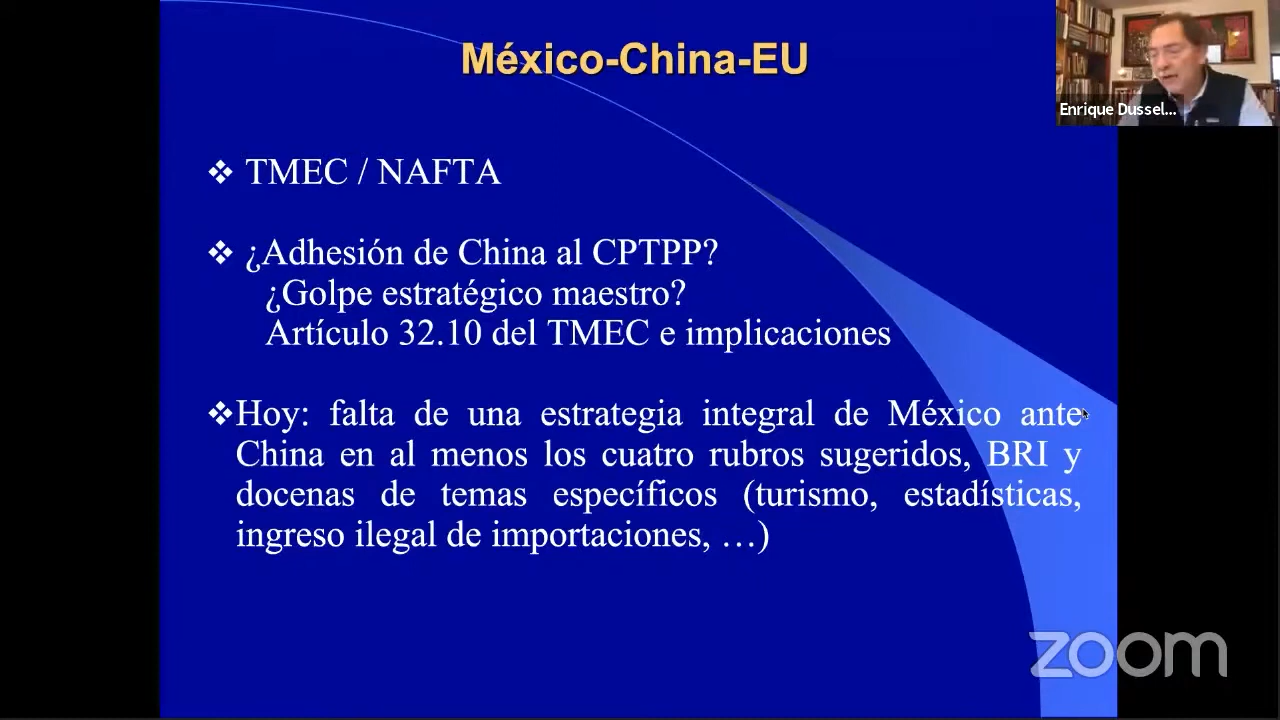 México-China-EU
Enrique Dussel...
❖ TMEC / NAFTA
❖ ¿Adhesión de China al CPTPP?
¿Golpe estratégico maestro?
Artículo 32.10 del TMEC e implicaciones
❖Hoy: falta de una estrategia integral de México ante
China en al menos los cuatro rubros sugeridos, BRI y
docenas de temas específicos (turismo, estadísticas,
ingreso ilegal de importaciones, …)
zoom